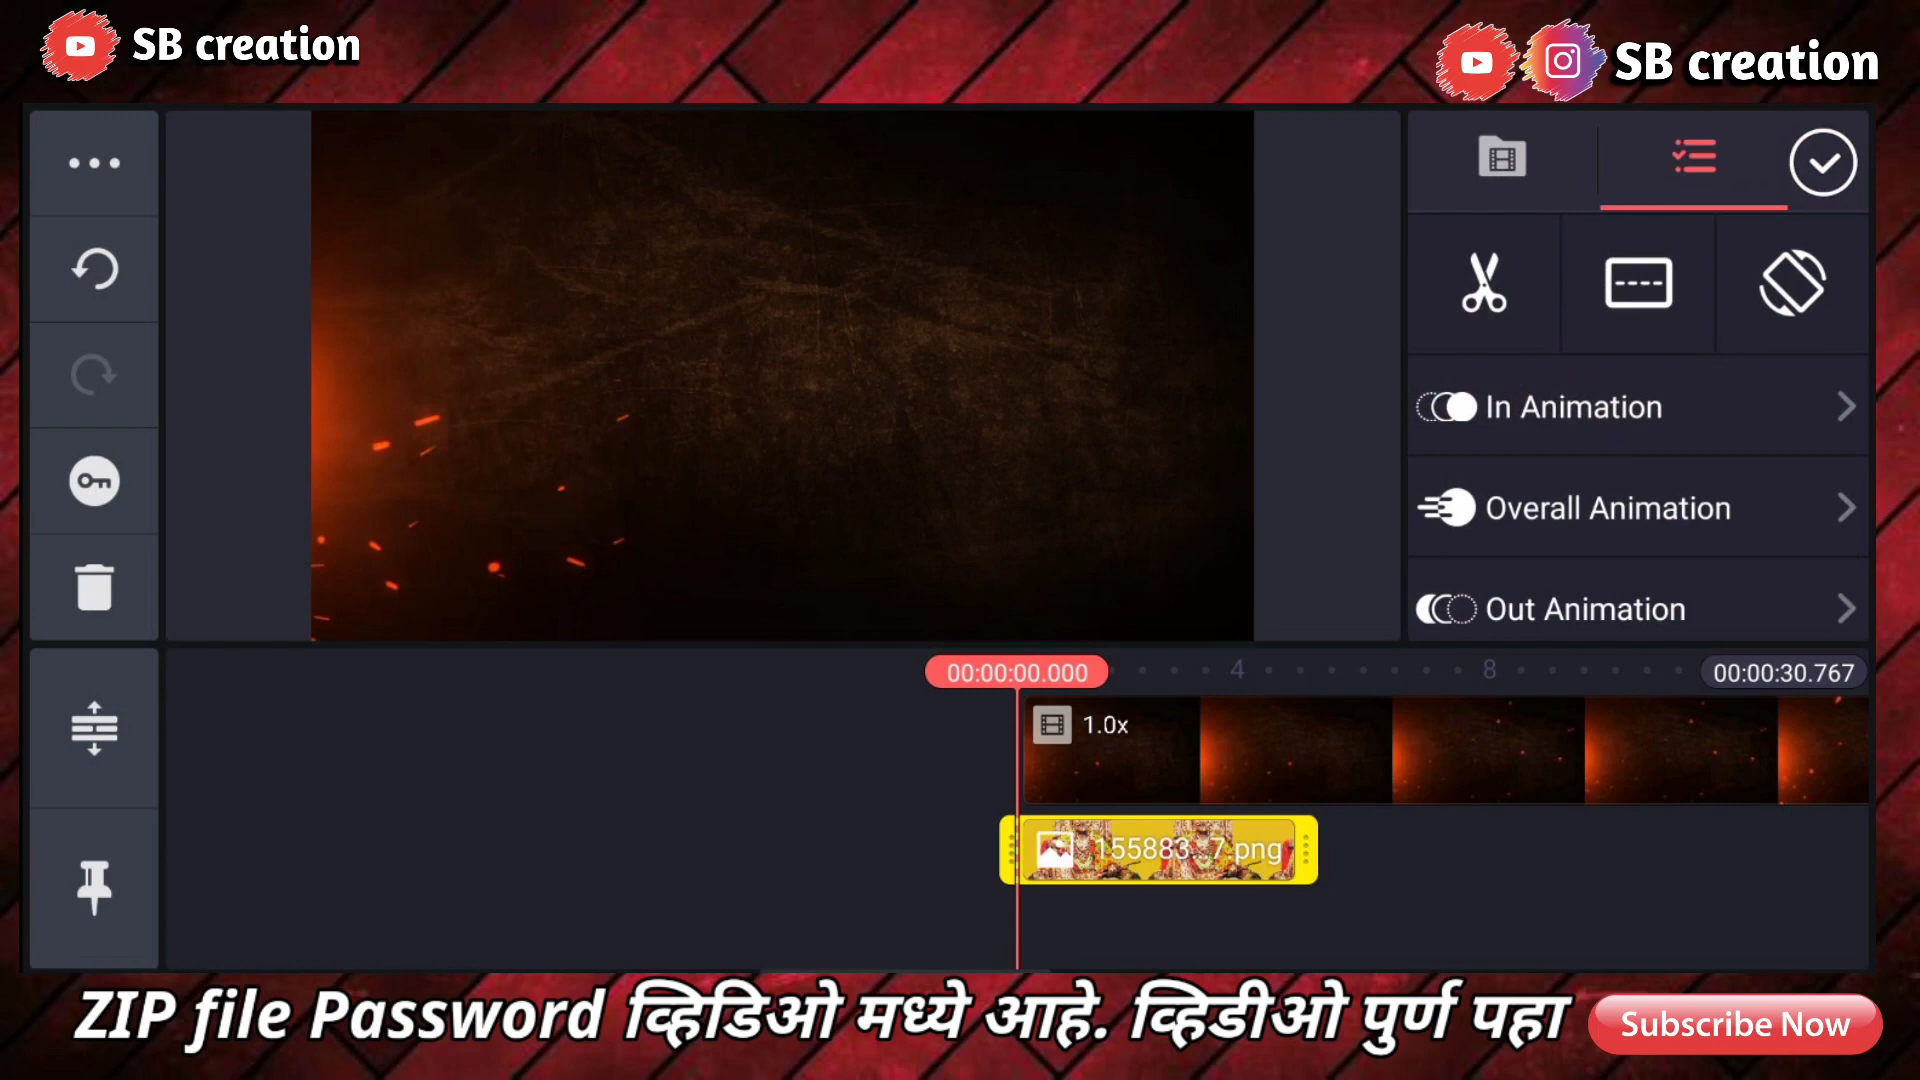 SB creation
SB creation
In Animation
Overall Animation
Out Animation
00:00:00.000
4
8
00:00:30.767
1.0x
155883...7.png
ZIP file Password व्हिडिओ मध्ये आहे. व्हिडीओ पुर्ण पहा
Subscribe Now